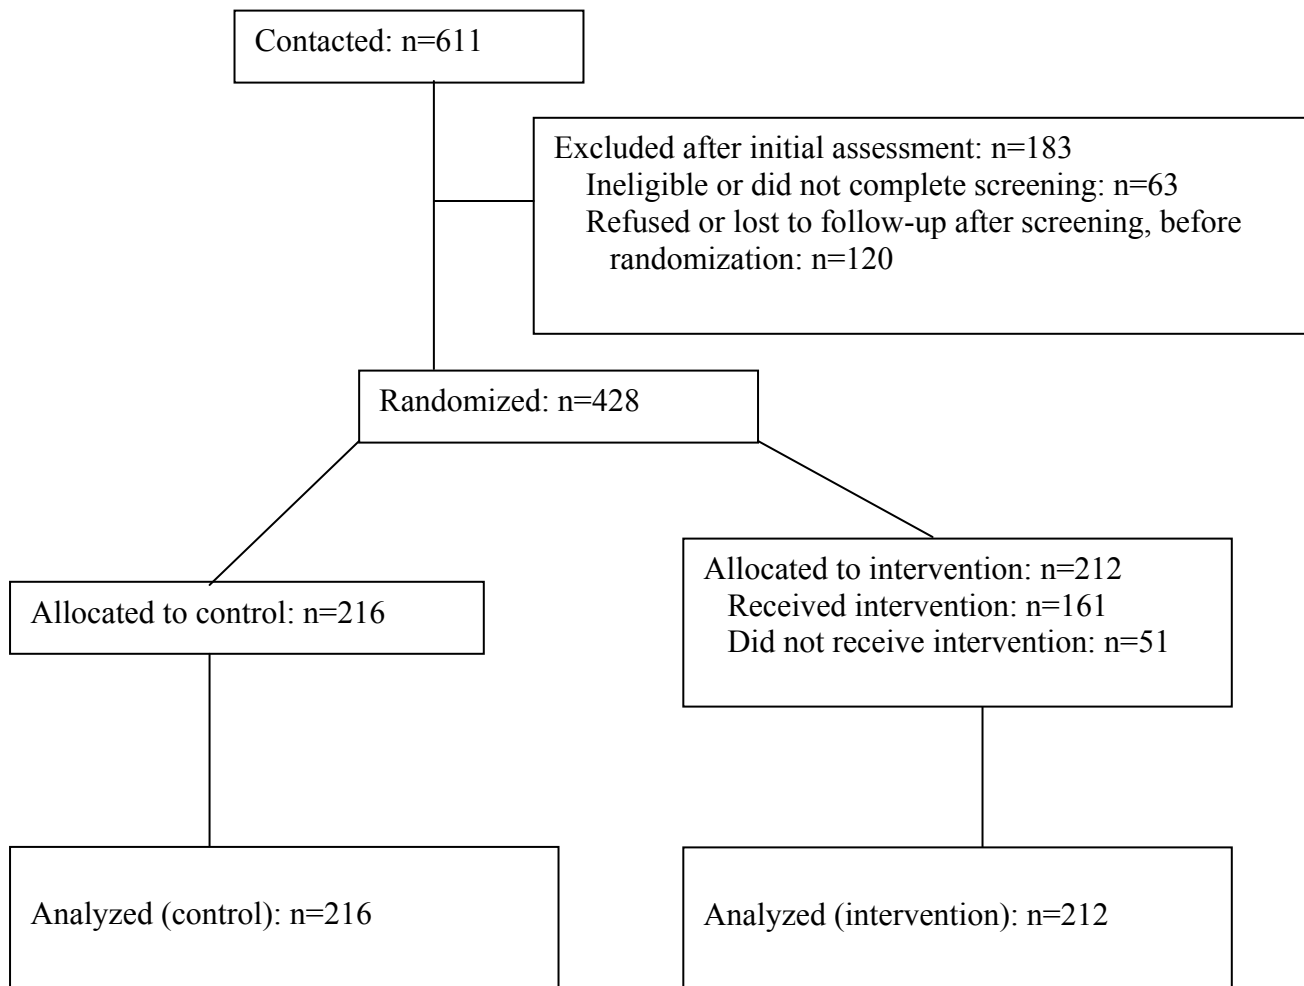 Contacted: n=611
Excluded after initial assessment: n=183
Ineligible or did not complete screening: n=63
Refused or lost to follow-up after screening, before
randomization: n=120
Randomized: n=428
Allocated to control: n=216
Allocated to intervention: n=212
Received intervention: n=161
Did not receive intervention: n=51
Analyzed (control): n=216
Analyzed (intervention): n=212